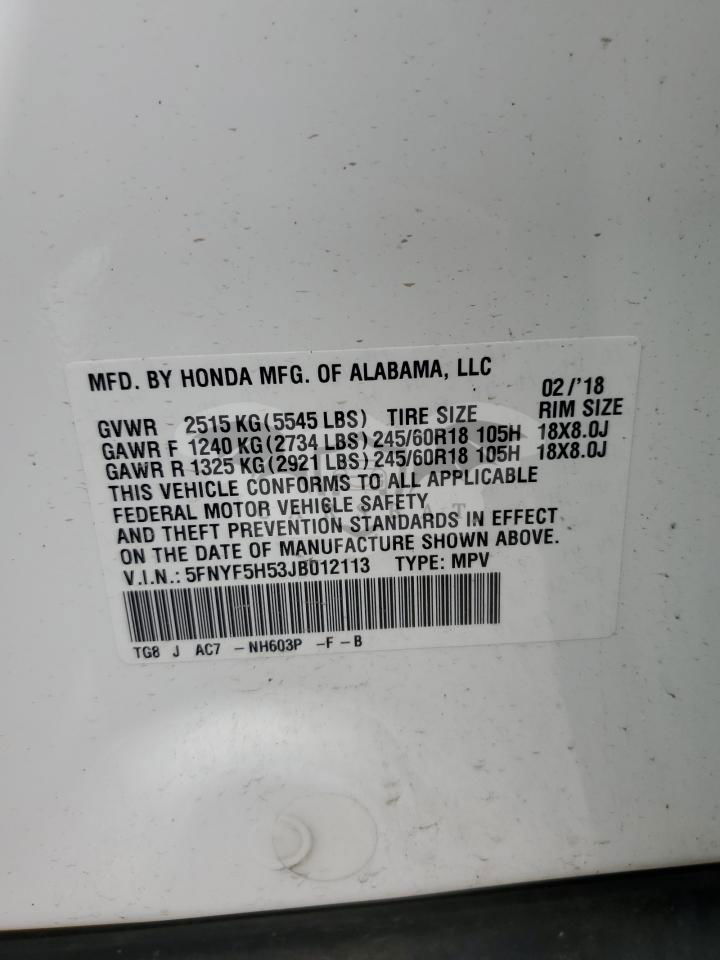 MFD. BY HONDA MFG. OF ALABAMA, LLC
02/'18
GVWR 2515 KG(5545 LBS) TIRE SIZE RIM SIZE
GAWR F 1240 KG(2734 LBS) 245/60R18 105H 18X8.0J
GAWR R 1325 KG(2921 LBS) 245/60R18 105H 18X8.0J
THIS VEHICLE CONFORMS TO ALL APPLICABLE
FEDERAL MOTOR VEHICLE SAFETY
AND THEFT PREVENTION STANDARDS IN EFFECT
ON THE DATE OF MANUFACTURE SHOWN ABOVE.
V.I.N.: 5FNYF5H53JB012113 TYPE: MPV
TG8 J AC7 -NH603P -F-B